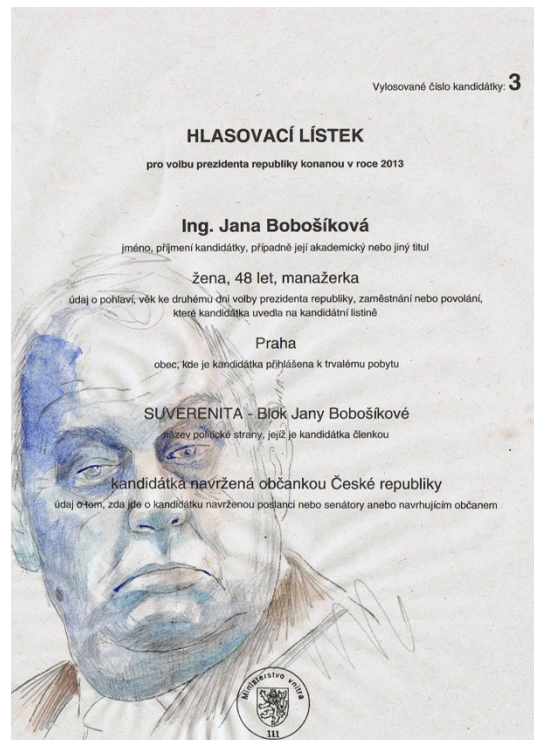 Vylosované číslo kandidátky: 3
HLASOVACÍ LÍSTEK
pro volbu prezidenta republiky konanou v roce 2013
Ing. Jana Bobošíková
jméno, příjmení kandidátky, případně její akademický nebo jiný titul
žena, 48 let, manažerka
údaj o pohlaví, věk ke druhému dni volby prezidenta republiky, zaměstnání nebo povolání,
které kandidátka uvedla na kandidátní listině
Praha
obec, kde je kandidátka přihlášena k trvalému pobytu
SUVERENITA - Blok Jany Bobošíkové
název politické strany, jejíž je kandidátka členkou
kandidátka navržená občankou České republiky
údaj o tom, zda jde o kandidátku navrženou poslanci nebo senátory anebo navrhujícím občanem
Ministerstvo vnitra
111